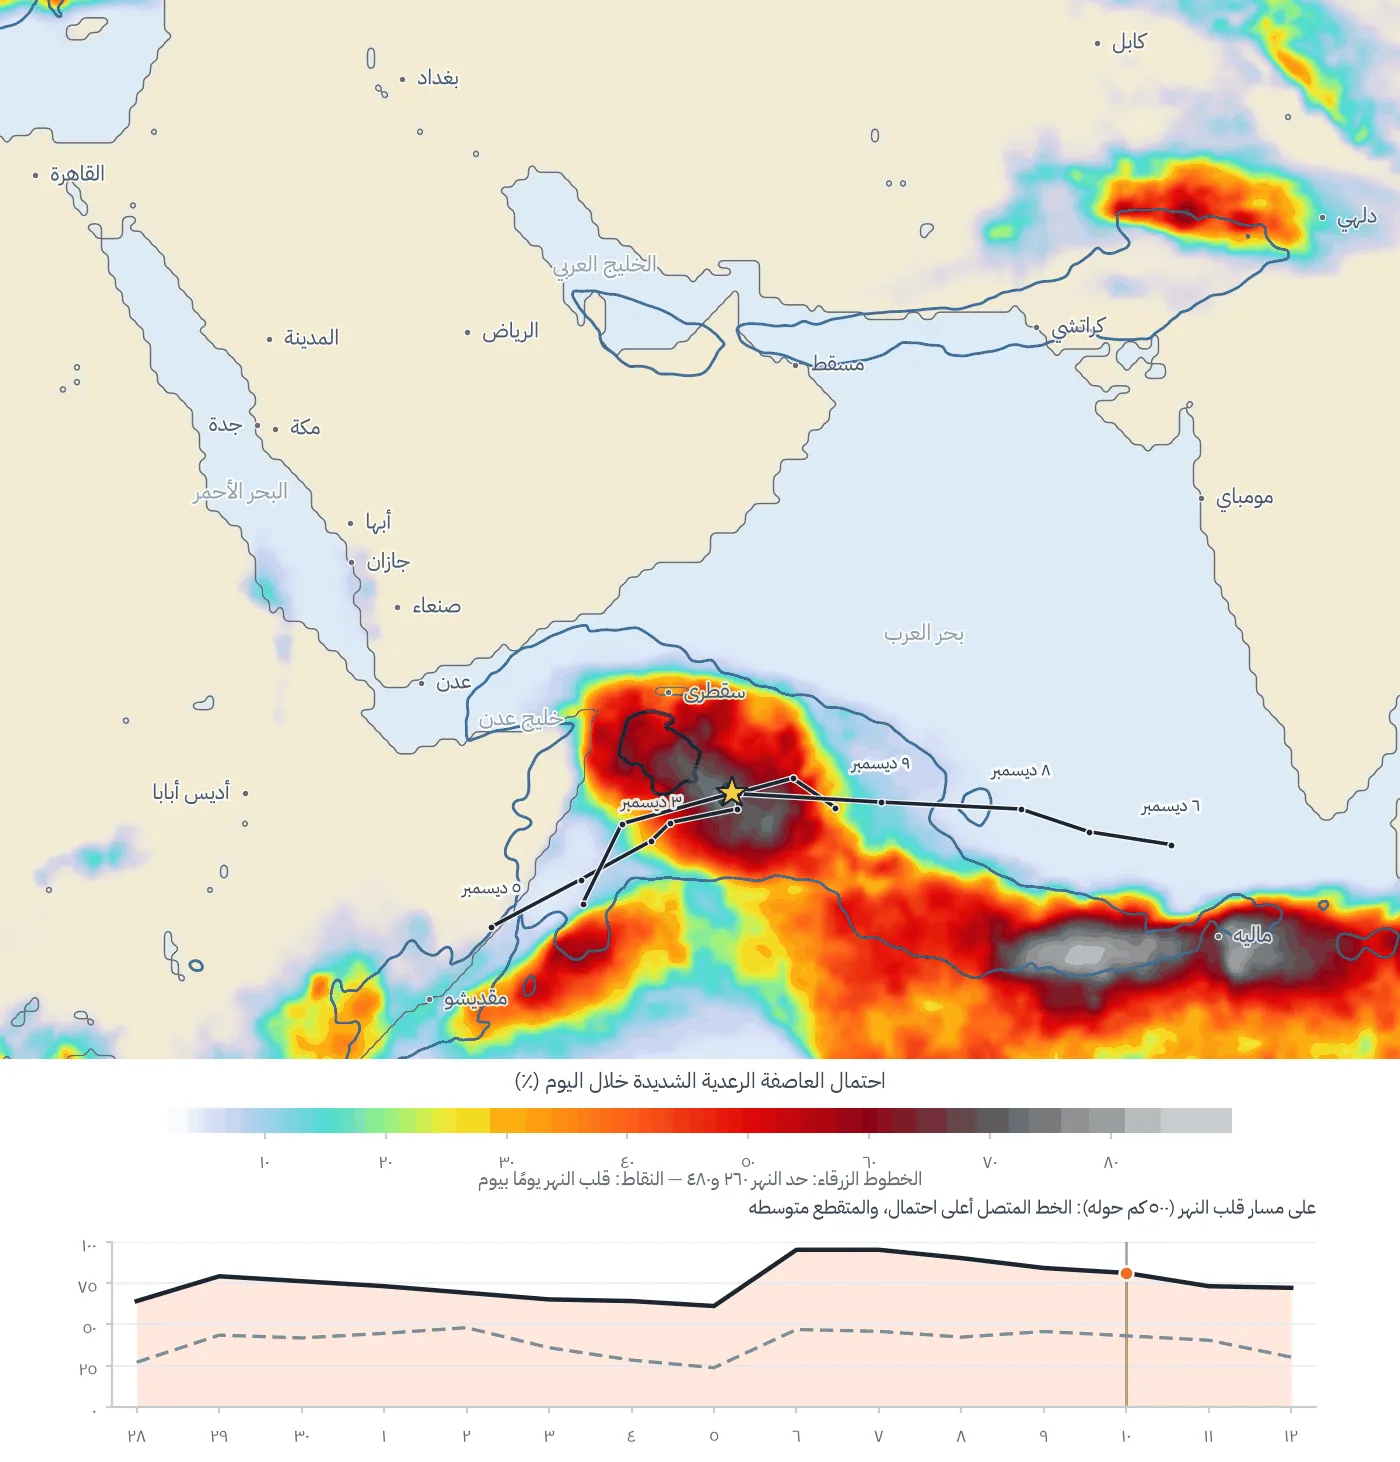 كابل
بغداد
القاهرة
دلهي
الخليج العربي
المدينة
الرياض
كراتشي
مسقط
جدة
مكة
البحر الأحمر
مومباي
أبها
جازان
صنعاء
بحر العرب
عدن
سقطرى
خليج عدن
٩ ديسمبر
٨ ديسمبر
أديس أبابا
٣ ديسمبر
٦ ديسمبر
٥ ديسمبر
ماليه
مقديشو
احتمال العاصفة الرعدية الشديدة خلال اليوم (٪)
١٠ ٢٠ ٣٠ ٤٠ ٥٠ ٦٠ ٧٠ ٨٠
الخطوط الزرقاء: حد النهر ٢٦٠ و٤٨٠ — النقاط: قلب النهر يومًا بيوم
على مسار قلب النهر (٥٠٠ كم حوله): الخط المتصل أعلى احتمال، والمتقطع متوسطه
١٠٠
٧٥
٥٠
٢٥
٠
٢٨ ٢٩ ٣٠ ١ ٢ ٣ ٤ ٥ ٦ ٧ ٨ ٩ ١٠ ١١ ١٢